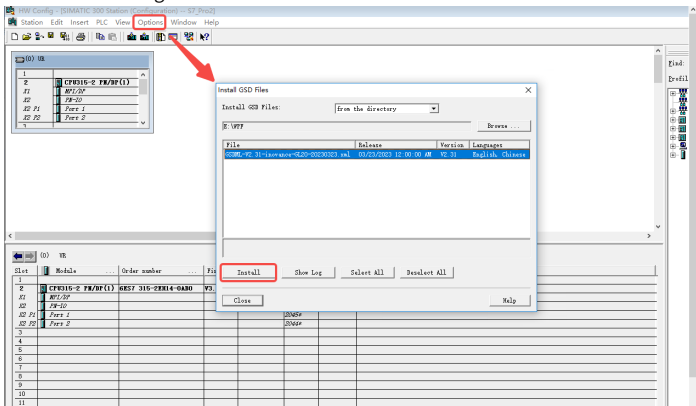 HW Config - [SIMATIC 300 Station (Configuration) -- S7_Pro2]
Station Edit Insert PLC View Options Window Help
(0) UR
1
2 CPU315-2 PN/DP(1)
X1 MPI/DP
X2 PN-IO
X2 P1 Port 1
X2 P2 Port 2
3
Find:
Profil
Install GSD Files
Install GSD Files: from the directory
Browse ...
File Release Version Languages
GSDML-V2.31-inovance-GL20-20230323.xml 03/23/2023 12:00:00 AM V2.31 English, Chinese
Install Show Log Select All Deselect All
Close Help
(0) UR
Slot Module ... Order number ... Fi
1
2 CPU315-2 PN/DP(1) 6ES7 315-2EH14-0AB0 V3.
X1 MPI/DP
X2 PN-IO
X2 P1 Port 1 2045*
X2 P2 Port 2 2044*
3
4
5
6
7
8
9
10
11